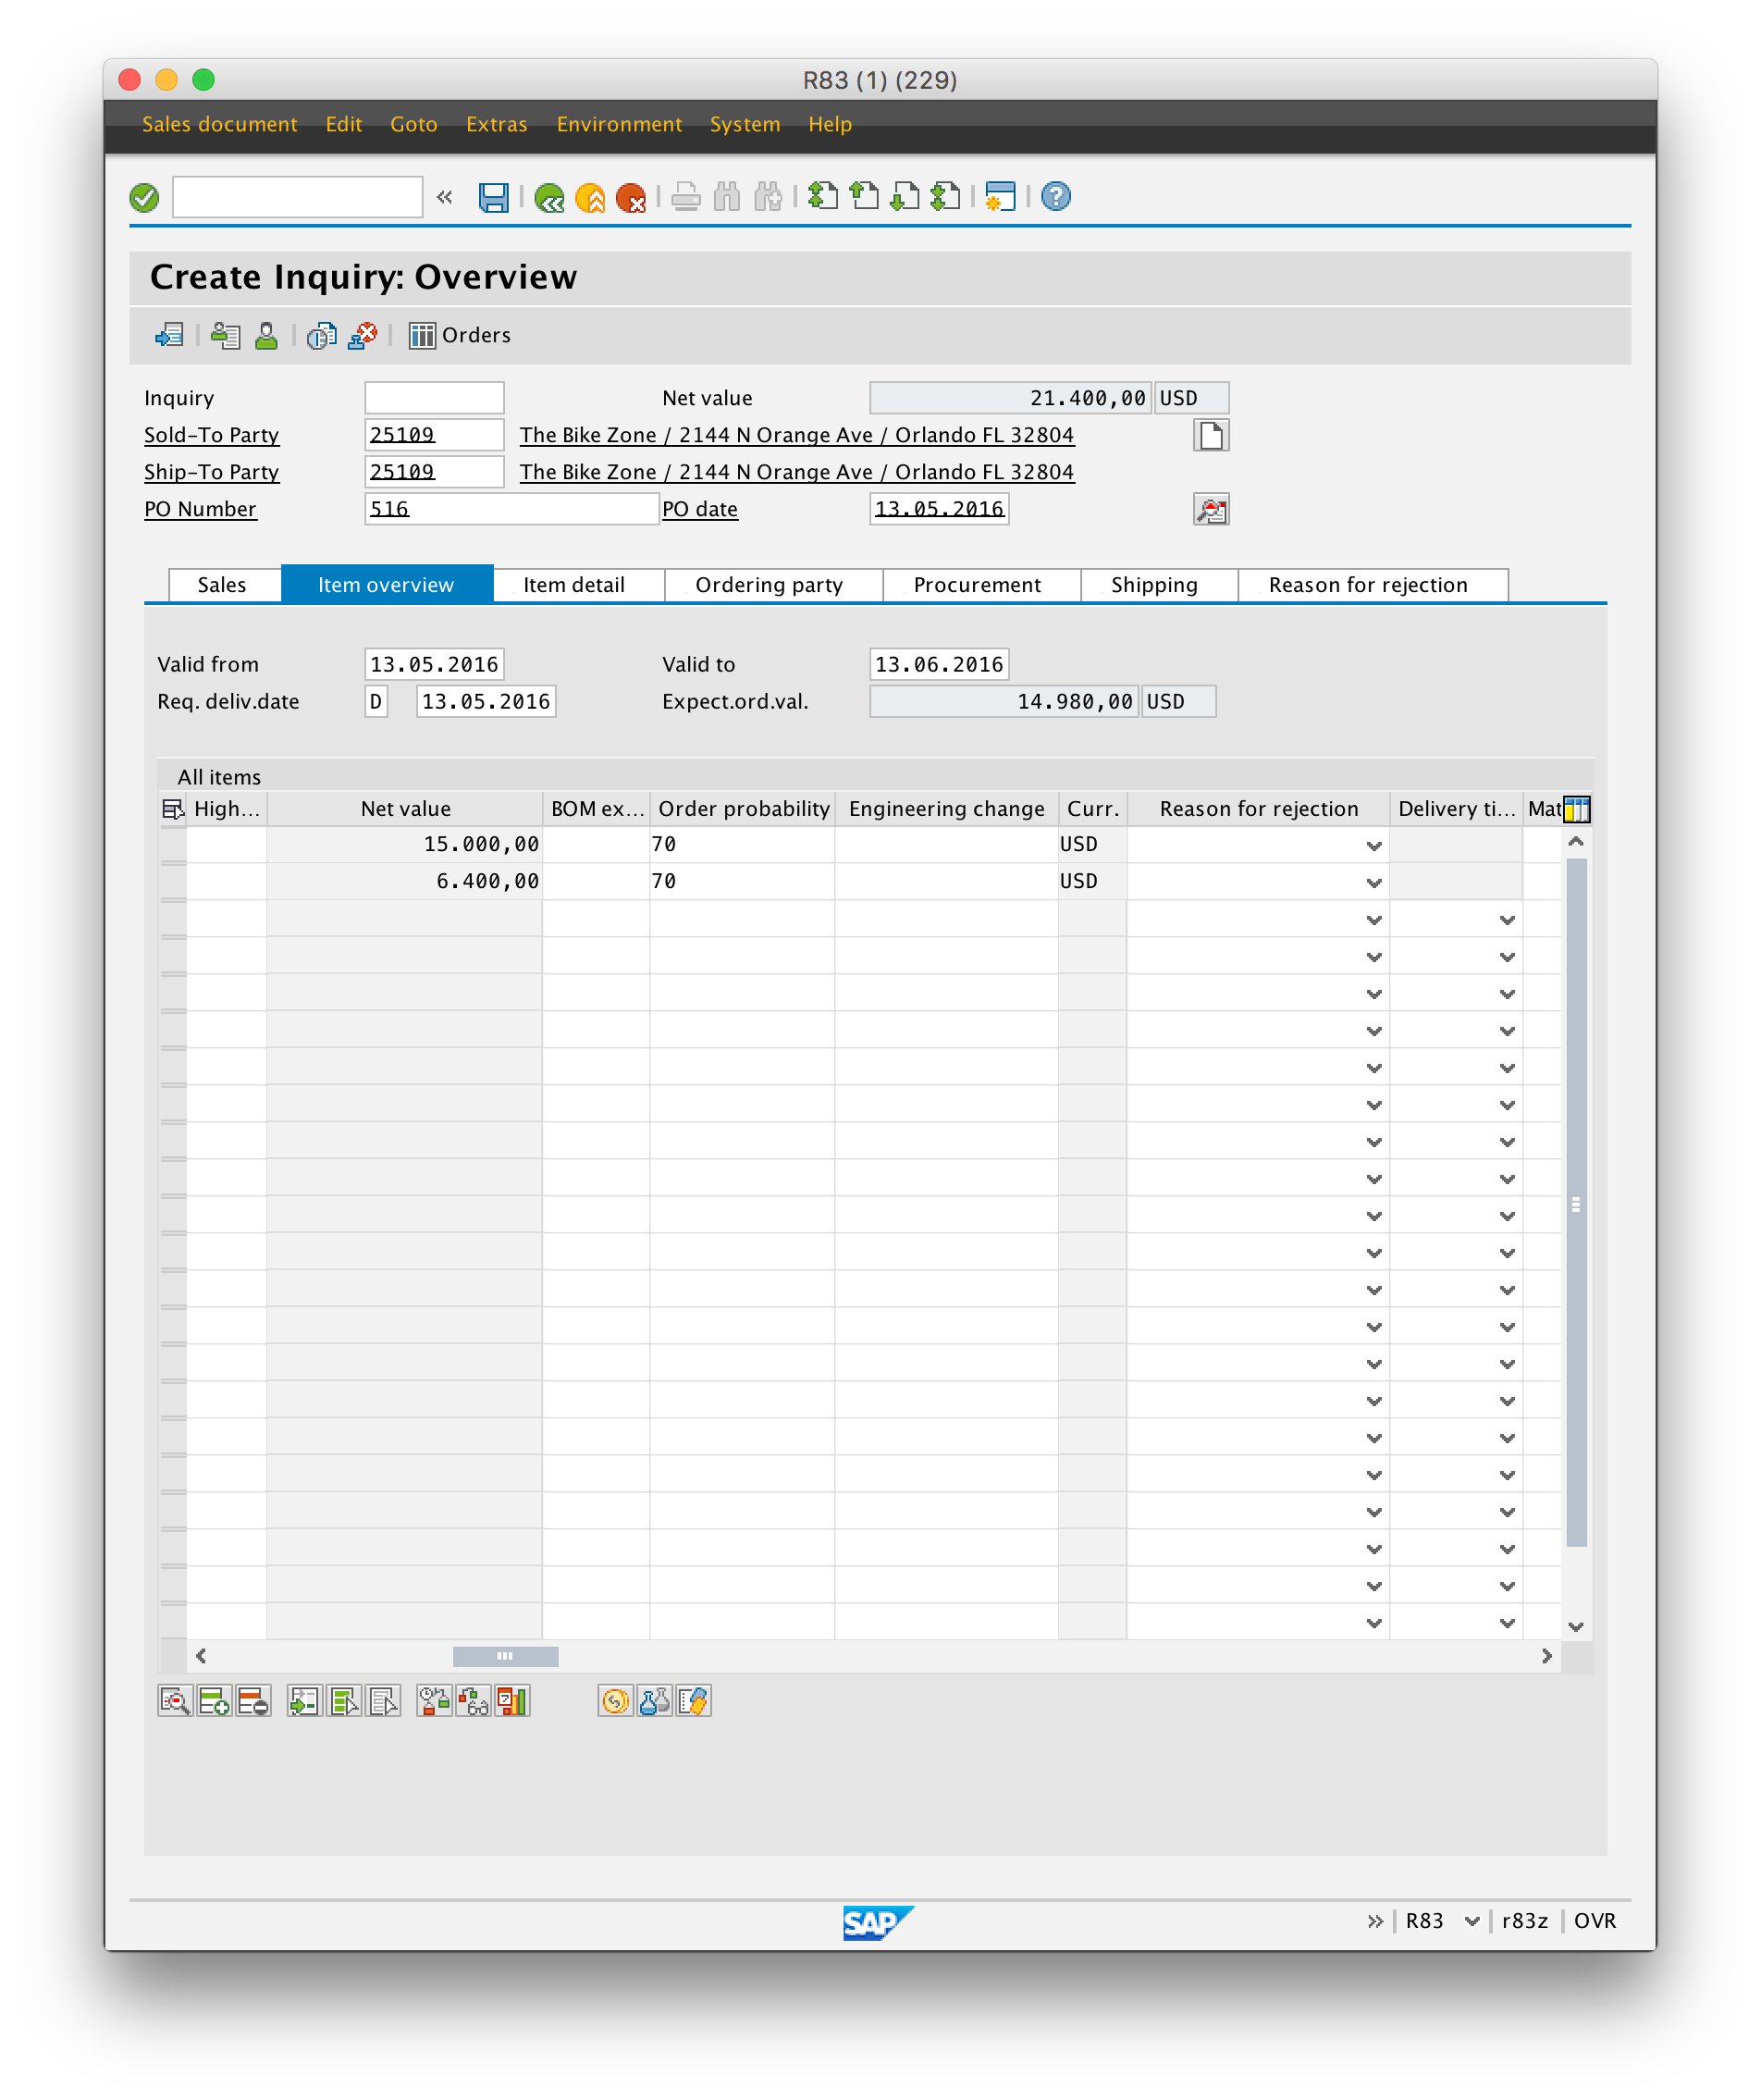 R83 (1) (229)
Sales document Edit Goto Extras Environment System Help
Create Inquiry: Overview
Orders
Inquiry Net value 21.400,00 USD
Sold-To Party 25109 The Bike Zone / 2144 N Orange Ave / Orlando FL 32804
Ship-To Party 25109 The Bike Zone / 2144 N Orange Ave / Orlando FL 32804
PO Number 516 PO date 13.05.2016
Sales Item overview Item detail Ordering party Procurement Shipping Reason for rejection
Valid from 13.05.2016 Valid to 13.06.2016
Req. deliv.date D 13.05.2016 Expect.ord.val. 14.980,00 USD
All items
High... Net value BOM ex... Order probability Engineering change Curr. Reason for rejection Delivery ti... Mat
15.000,00 70 USD
6.400,00 70 USD
SAP R83 r83z OVR